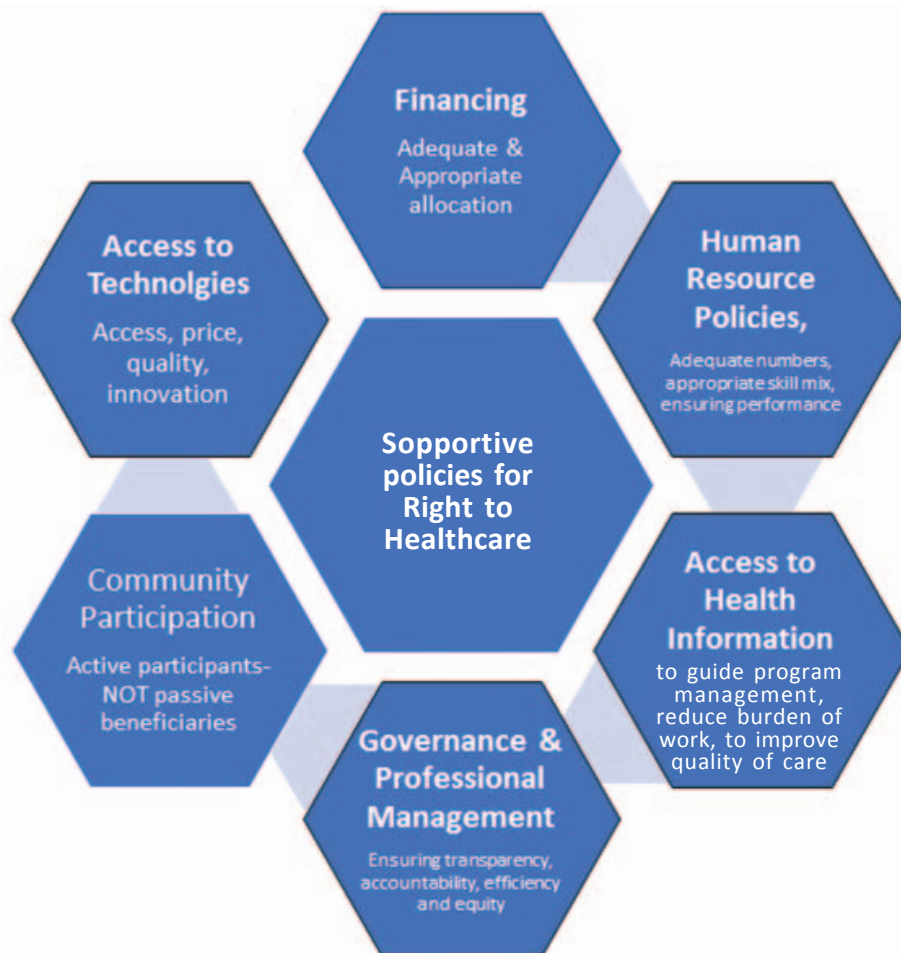 Financing
Adequate &
Appropriate
allocation
Human
Resource
Policies,
Adequate numbers,
appropriate skill mix,
ensuring performance
Access to
Health
Information
to guide program
management,
reduce burden of
work, to improve
quality of care
Governance &
Professional
Management
Ensuring transparency,
accountability, efficiency
and equity
Community
Participation
Active participants-
NOT passive
beneficiaries
Access to
Technolgies
Access, price,
quality,
innovation
Sopportive
policies for
Right to
Healthcare